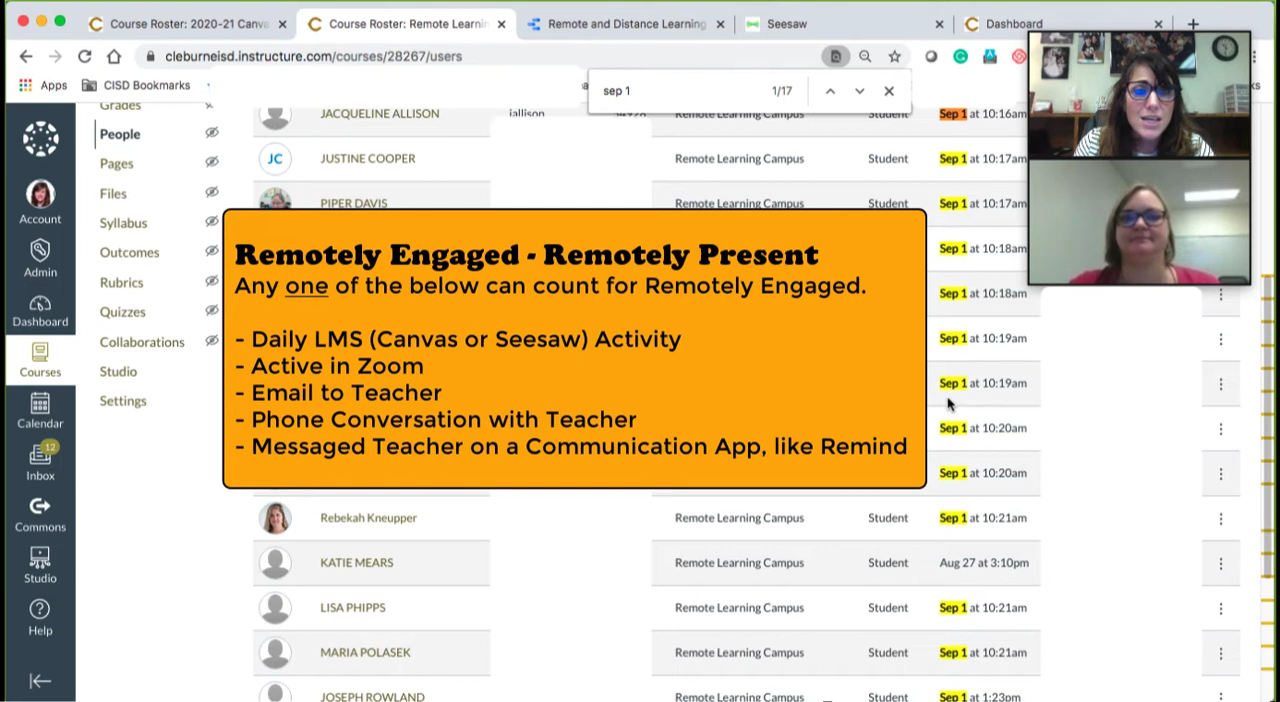 Course Roster: 2020-21 Canva
Course Roster: Remote Learnin
Remote and Distance Learning
Seesaw
Dashboard
cleburneisd.instructure.com/courses/28267/users
Apps
CISD Bookmarks
sep 1
1/17
Grades
People
Pages
Files
Syllabus
Outcomes
Rubrics
Quizzes
Collaborations
Studio
Settings
Account
Admin
Dashboard
Courses
Calendar
12
Inbox
Commons
Studio
Help
JACQUELINE ALLISON jallison Remote Learning Campus Student Sep 1 at 10:16am
JC JUSTINE COOPER Remote Learning Campus Student Sep 1 at 10:17am
PIPER DAVIS Remote Learning Campus Student Sep 1 at 10:17am
Sep 1 at 10:18am
Sep 1 at 10:18am
Sep 1 at 10:19am
Sep 1 at 10:19am
Sep 1 at 10:20am
Sep 1 at 10:20am
Remotely Engaged - Remotely Present
Any one of the below can count for Remotely Engaged.
- Daily LMS (Canvas or Seesaw) Activity
- Active in Zoom
- Email to Teacher
- Phone Conversation with Teacher
- Messaged Teacher on a Communication App, like Remind
Rebekah Kneupper Remote Learning Campus Student Sep 1 at 10:21am
KATIE MEARS Remote Learning Campus Student Aug 27 at 3:10pm
LISA PHIPPS Remote Learning Campus Student Sep 1 at 10:21am
MARIA POLASEK Remote Learning Campus Student Sep 1 at 10:21am
JOSEPH ROWLAND Remote Learning Campus Student Sep 1 at 1:23pm